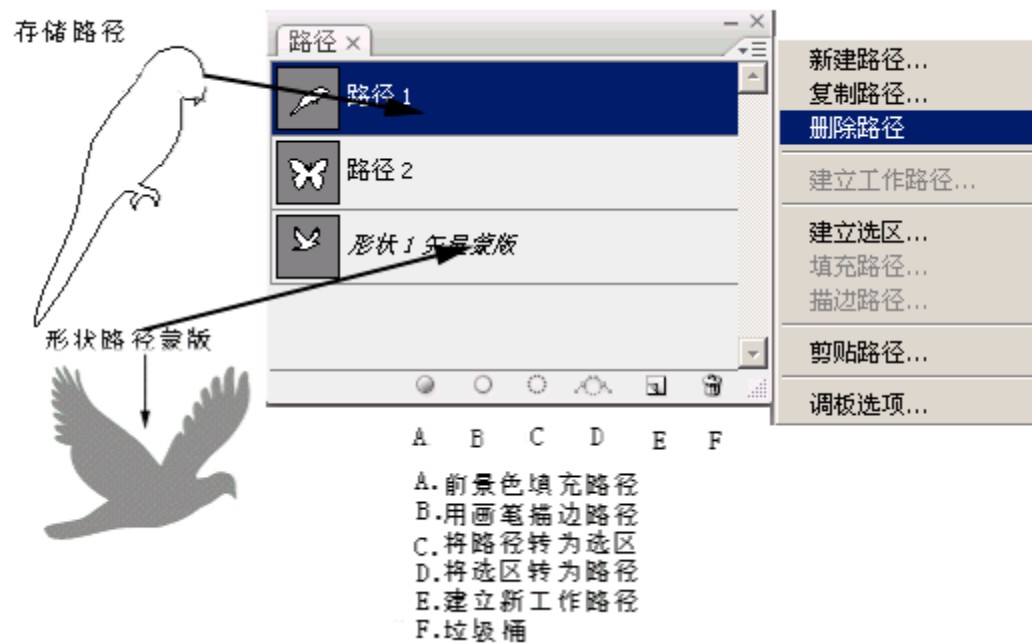 存储路径
路径 ×
路径 1
路径 2
形状 1 矢量蒙版
形状路径蒙版
新建路径...
复制路径...
删除路径
建立工作路径...
建立选区...
填充路径...
描边路径...
剪贴路径...
调板选项...
A B C D E F
A.前景色填充路径
B.用画笔描边路径
C.将路径转为选区
D.将选区转为路径
E.建立新工作路径
F.垃圾桶